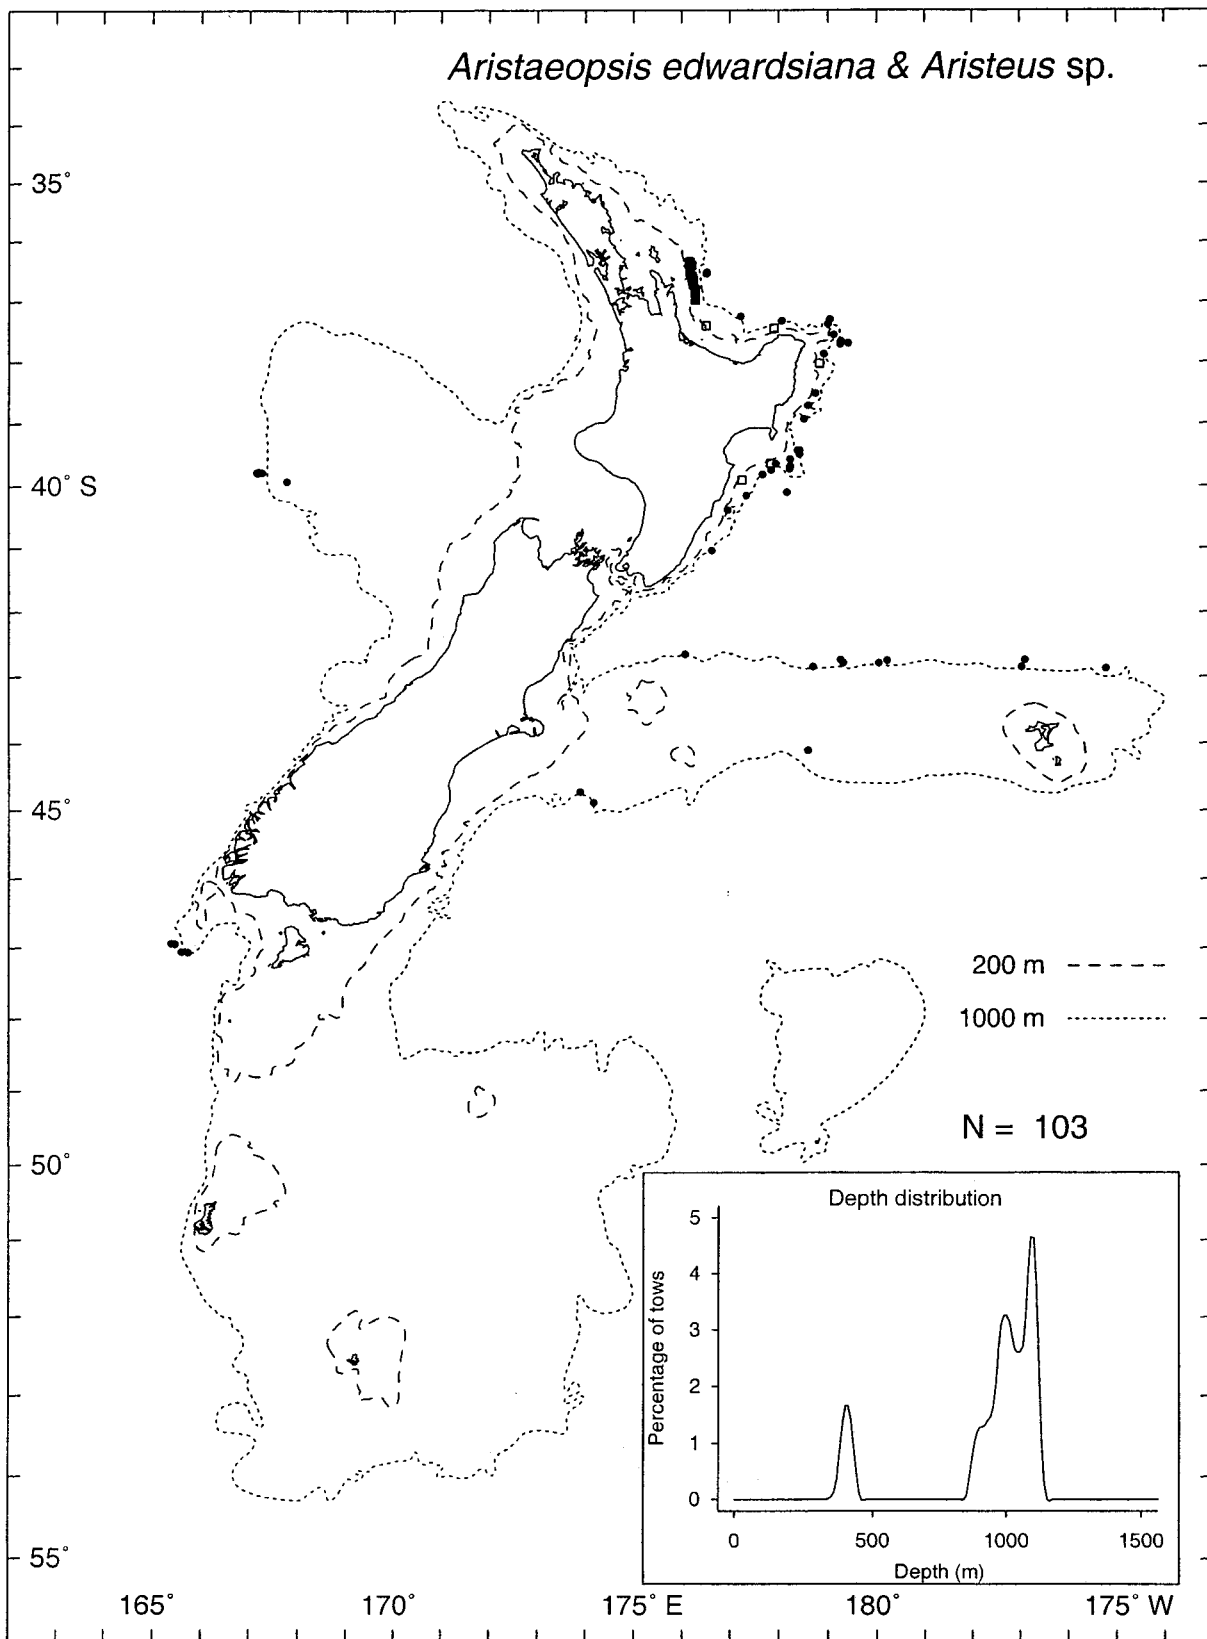 Aristaeopsis edwardsiana & Aristeus sp.
35°
40° S
45°
200 m
1000 m
N = 103
50°
Depth distribution
5
4
3
2
1
0
Percentage of tows
0 500 1000 1500
Depth (m)
55°
165° 170° 175° E 180° 175° W